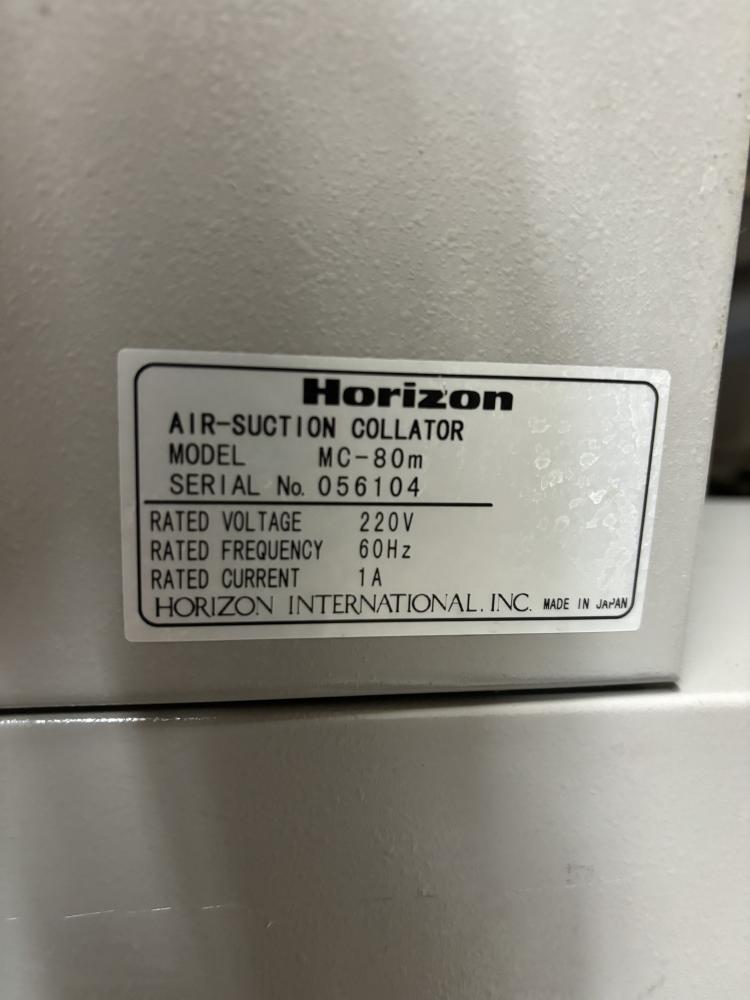 Horizon
AIR-SUCTION COLLATOR
MODEL MC-80m
SERIAL No. 056104
RATED VOLTAGE 220V
RATED FREQUENCY 60Hz
RATED CURRENT 1A
HORIZON INTERNATIONAL. INC. MADE IN JAPAN